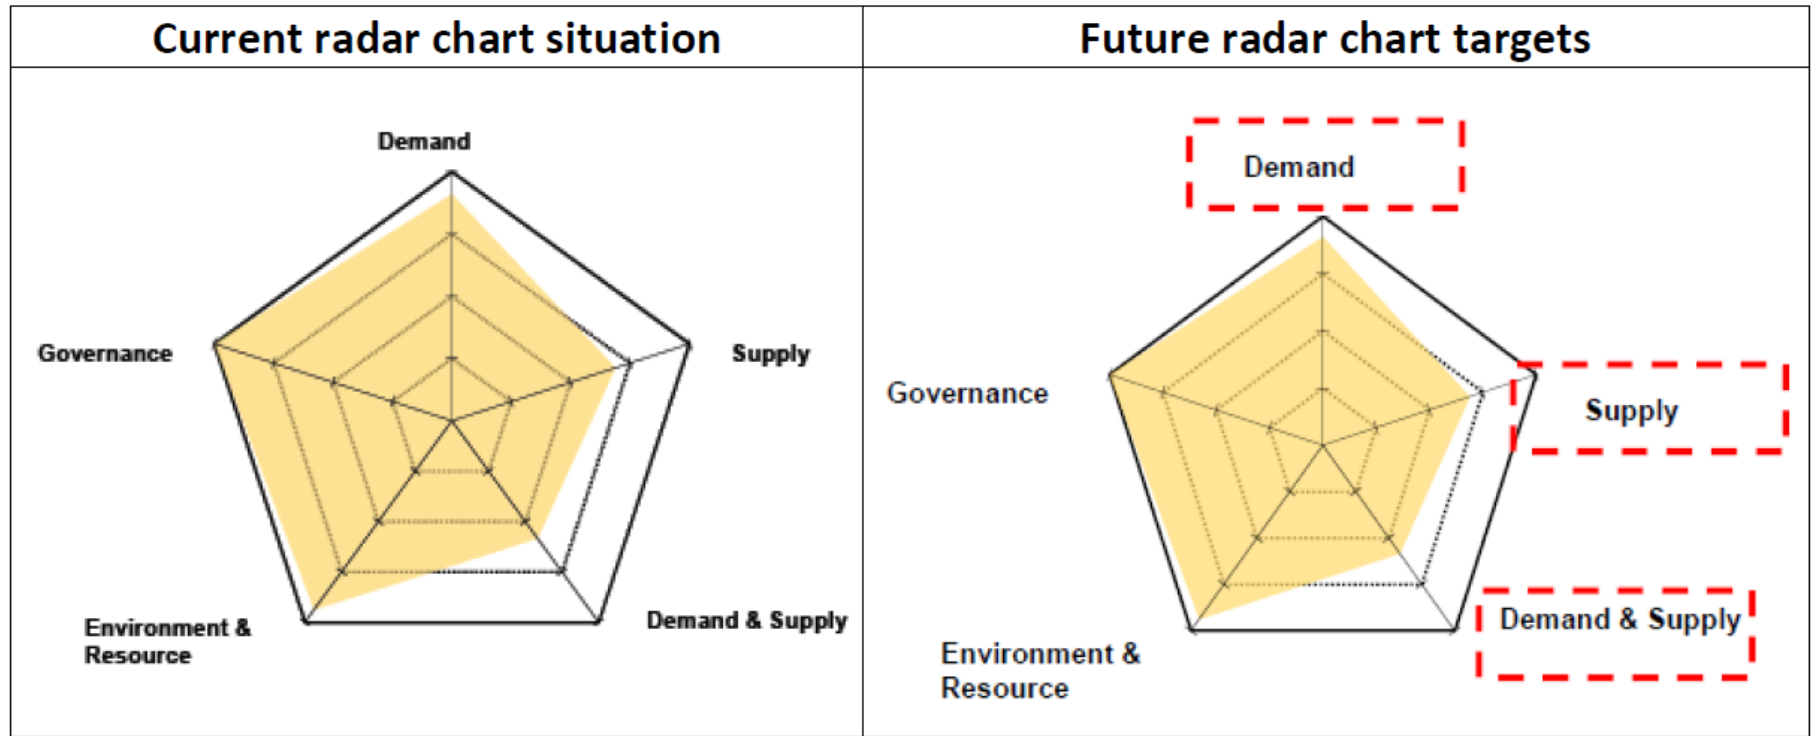 Current radar chart situation
Future radar chart targets
Demand
Governance
Supply
Environment &
Resource
Demand & Supply
Demand
Governance
Supply
Environment &
Resource
Demand & Supply